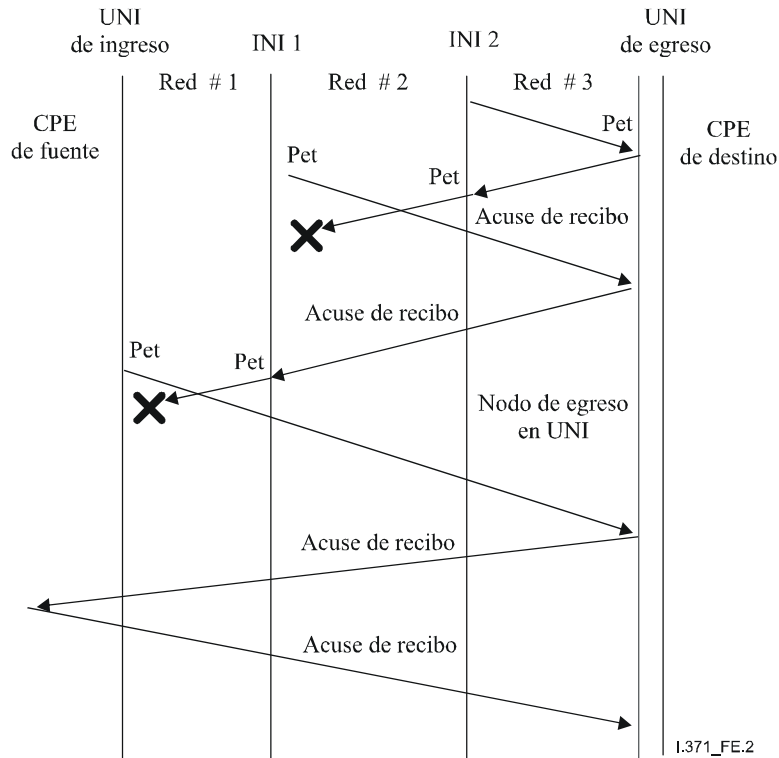 UNI
de ingreso
INI 1
INI 2
UNI
de egreso
Red # 1
Red # 2
Red # 3
CPE
de fuente
Pet
CPE
de destino
Pet
Pet
Acuse de recibo
Acuse de recibo
Pet
Pet
Nodo de egreso
en UNI
Acuse de recibo
Acuse de recibo
I.371_FE.2